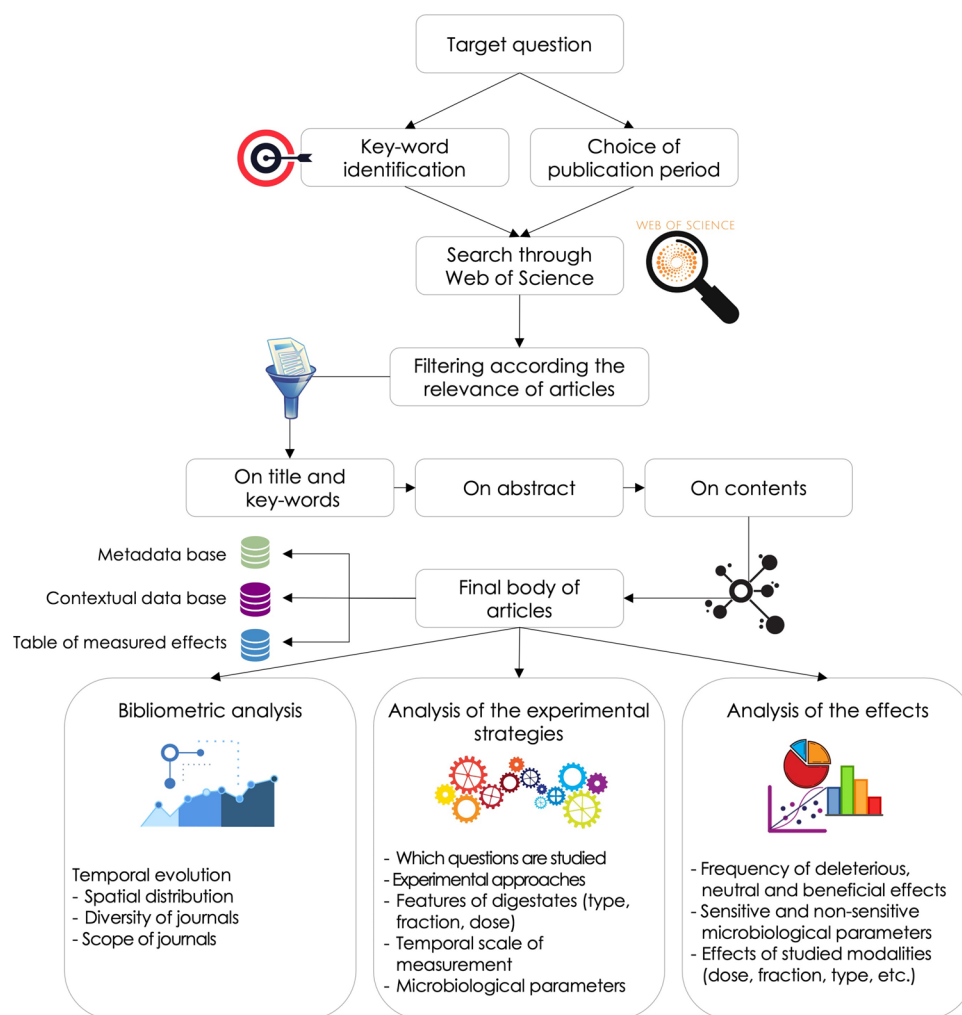 Target question
Key-word
identification
Choice of
publication period
WEB OF SCIENCE
Search through
Web of Science
Filtering according the
relevance of articles
On title and
key-words
On abstract
On contents
Metadata base
Contextual data base
Table of measured effects
Final body of
articles
Bibliometric analysis
Temporal evolution
- Spatial distribution
- Diversity of journals
- Scope of journals
Analysis of the experimental
strategies
- Which questions are studied
- Experimental approaches
- Features of digestates (type,
fraction, dose)
- Temporal scale of
measurement
- Microbiological parameters
Analysis of the effects
- Frequency of deleterious,
neutral and beneficial effects
- Sensitive and non-sensitive
microbiological parameters
- Effects of studied modalities
(dose, fraction, type, etc.)